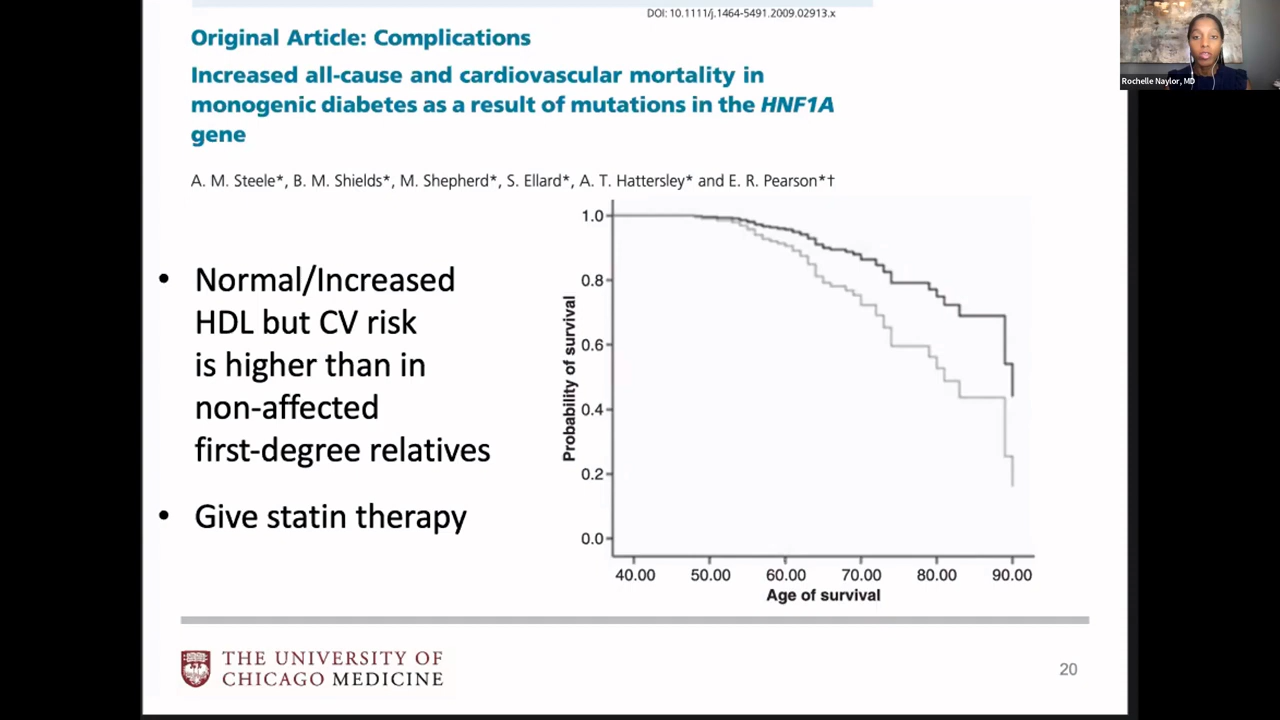 DOI: 10.1111/j.1464-5491.2009.02913.x
Original Article: Complications
Increased all-cause and cardiovascular mortality in
monogenic diabetes as a result of mutations in the HNF1A
gene
A. M. Steele*, B. M. Shields*, M. Shepherd*, S. Ellard*, A. T. Hattersley* and E. R. Pearson*†
• Normal/Increased
HDL but CV risk
is higher than in
non-affected
first-degree relatives
• Give statin therapy
Probability of survival
1.0
0.8
0.6
0.4
0.2
0.0
40.00 50.00 60.00 70.00 80.00 90.00
Age of survival
THE UNIVERSITY OF
CHICAGO MEDICINE
20
Rochelle Naylor, MD